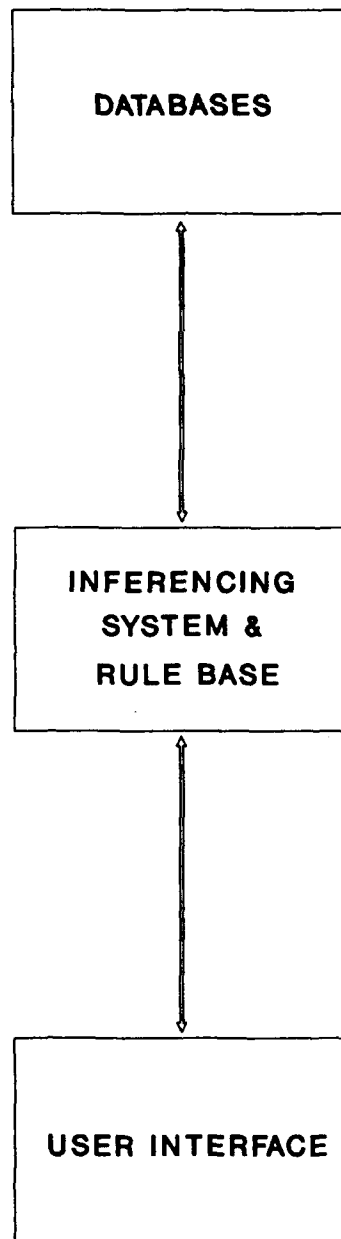 DATABASES
INFERENCING
SYSTEM &
RULE BASE
USER INTERFACE